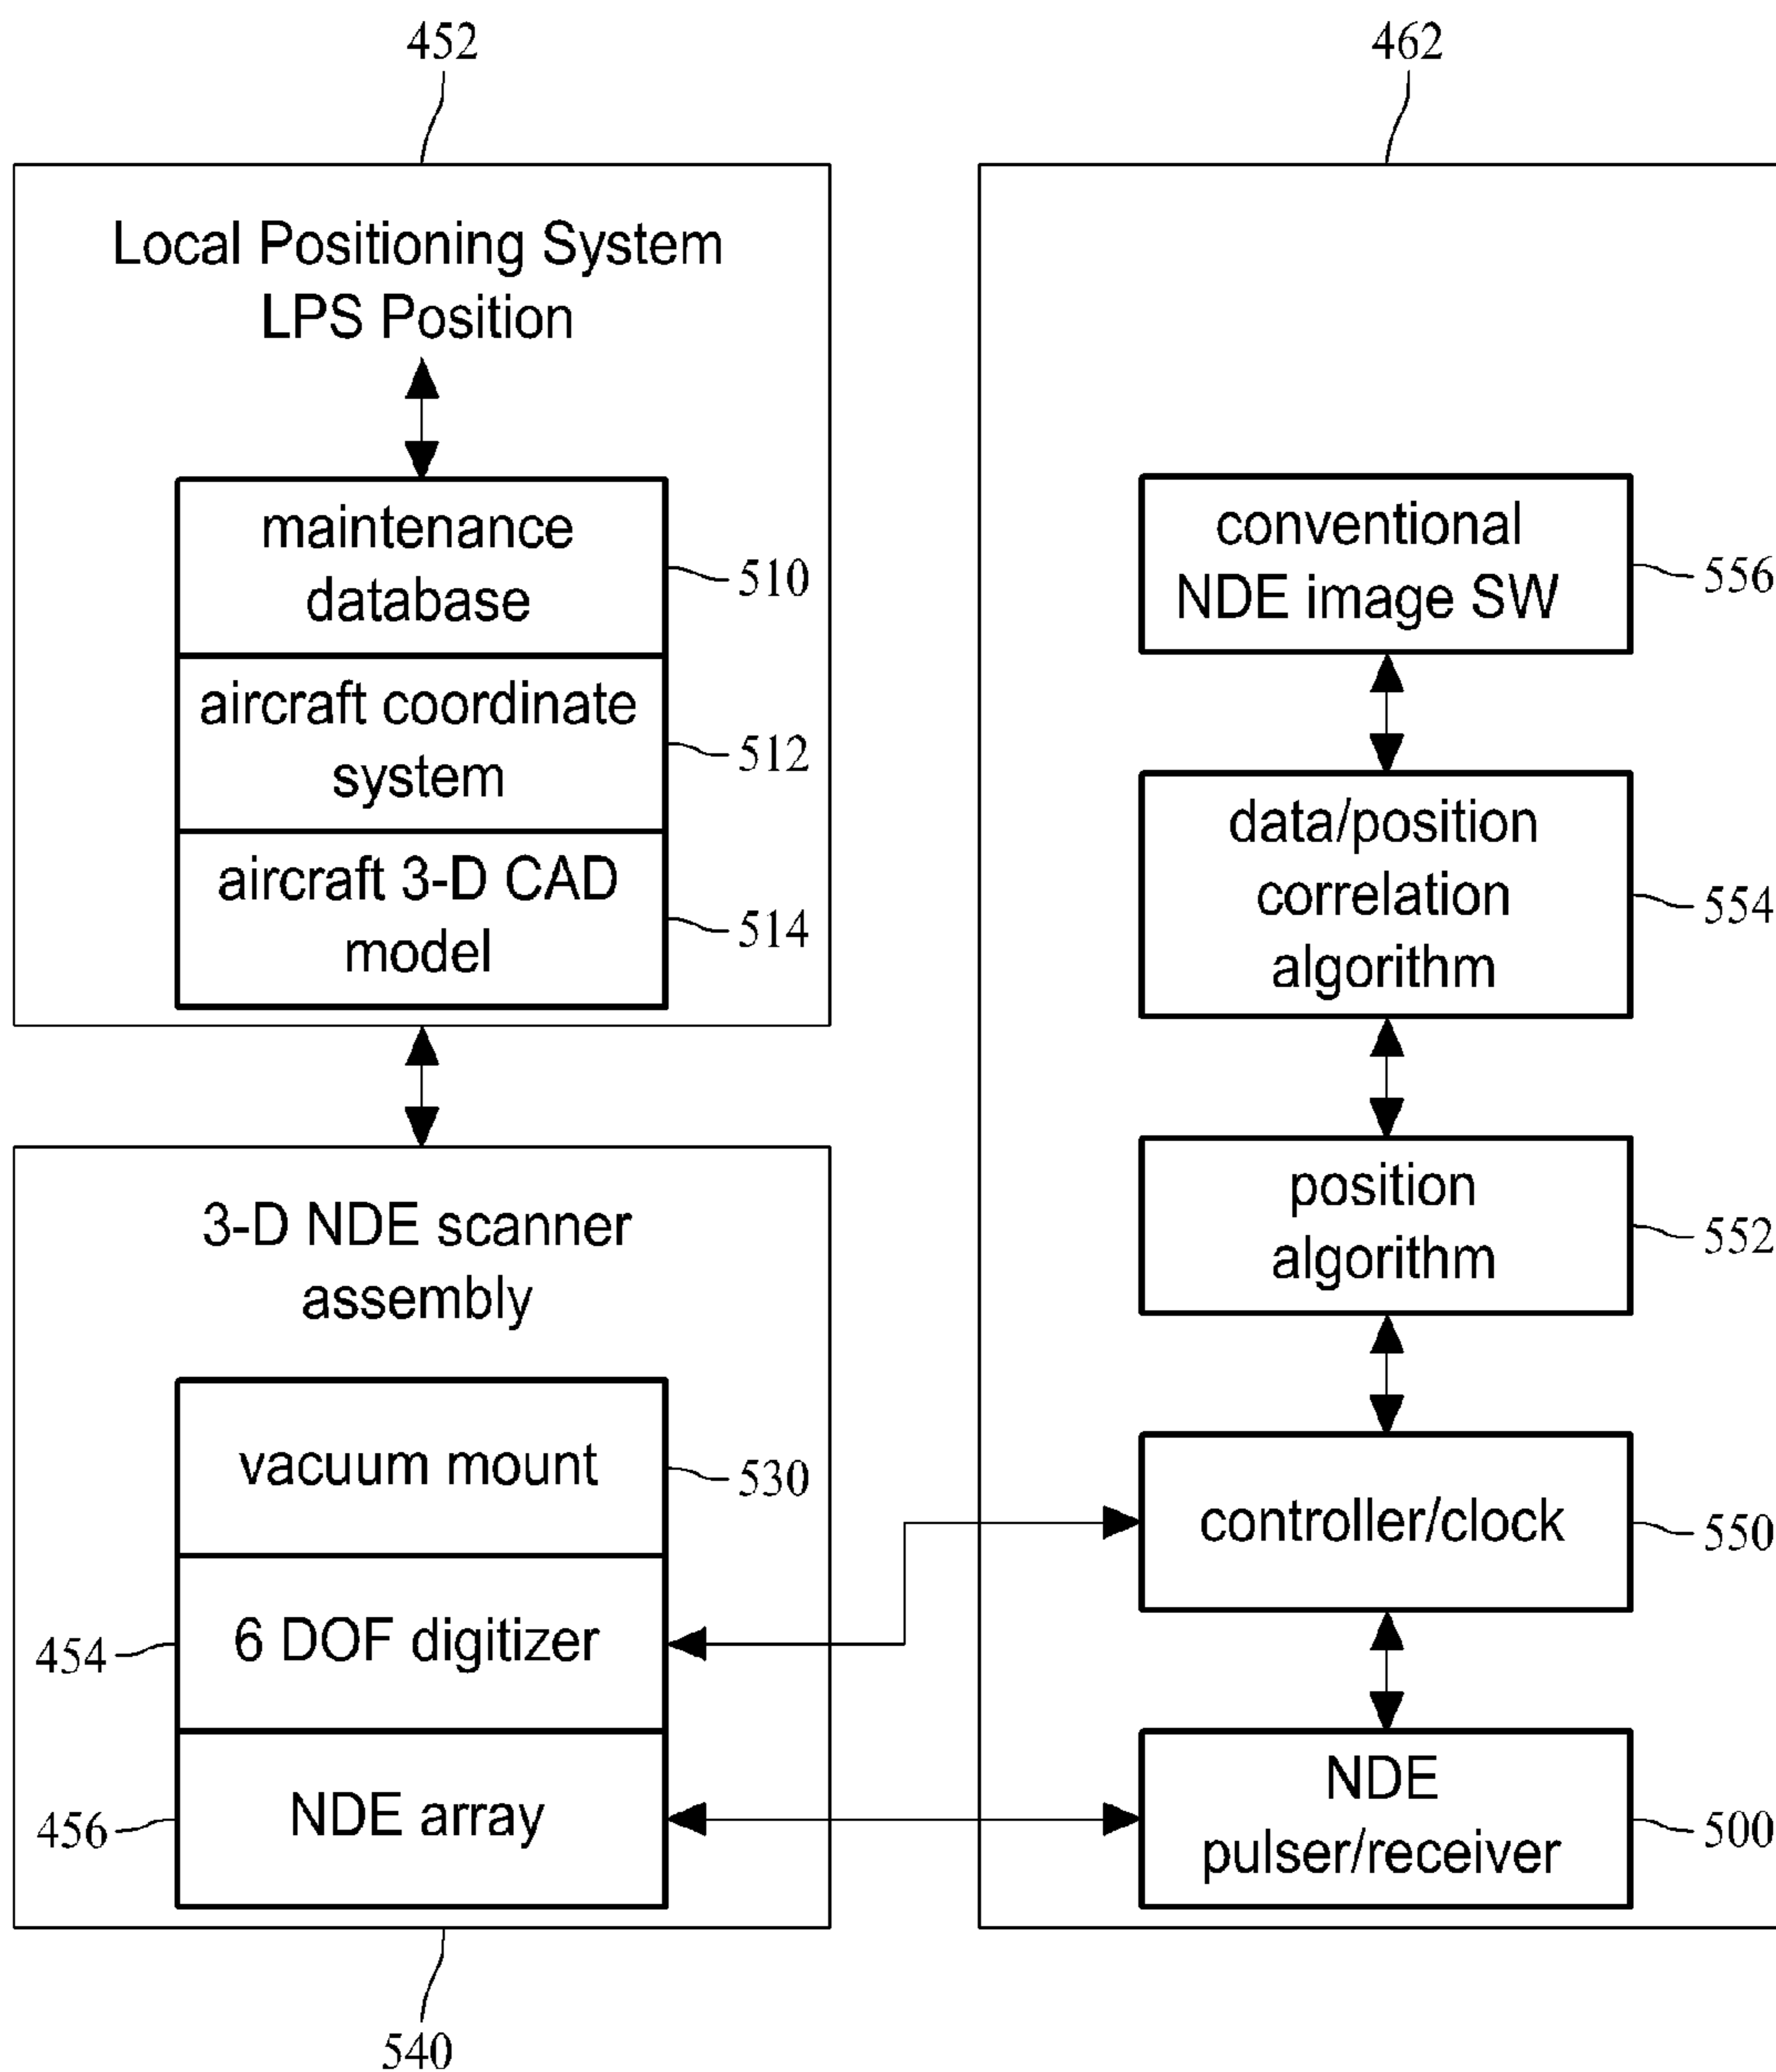 452
Local Positioning System
LPS Position
maintenance
database
510
aircraft coordinate
system
512
aircraft 3-D CAD
model
514
3-D NDE scanner
assembly
vacuum mount
530
6 DOF digitizer
454
NDE array
456
540
462
conventional
NDE image SW
556
data/position
correlation
algorithm
554
position
algorithm
552
controller/clock
550
NDE
pulser/receiver
500